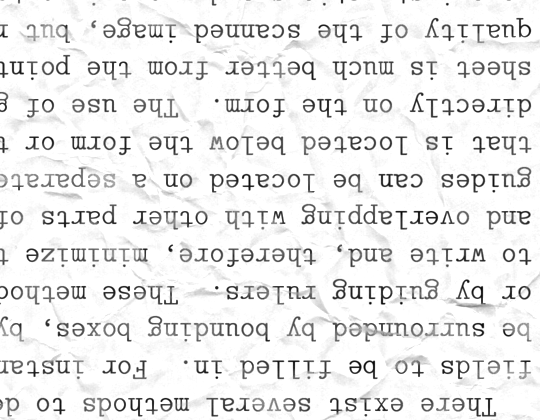 There exist several methods to de
fields to be filled in. For instan
be surrounded by bounding boxes, by
or by guiding rulers. These method
to write and, therefore, minimize t
and overlapping with other parts of
guides can be located on a separate
that is located below the form or t
directly on the form. The use of g
sheet is much better from the point
quality of the scanned image, but r